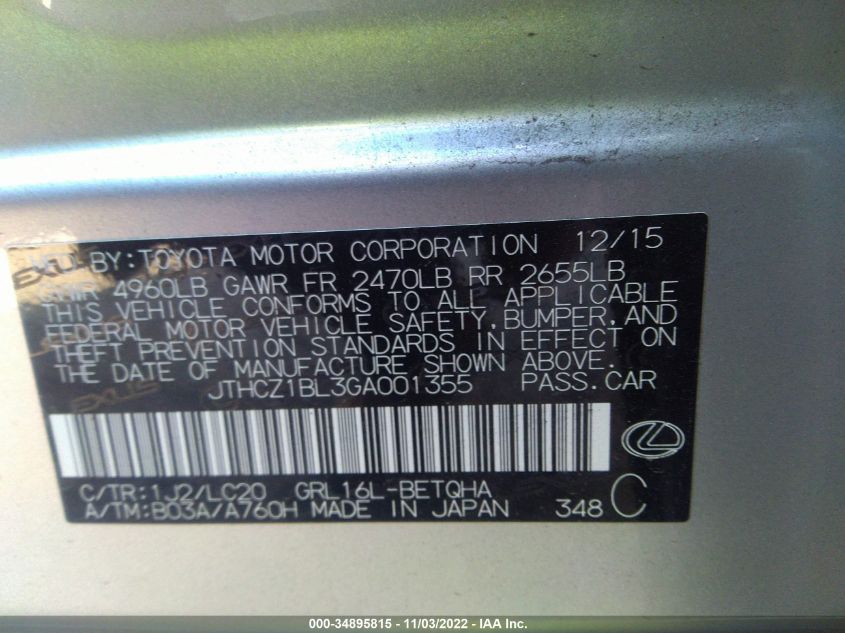 BY:TOYOTA MOTOR CORPORATION 12/15
GVWR 4960LB GAWR FR 2470LB RR 2655LB
THIS VEHICLE CONFORMS TO ALL APPLICABLE
FEDERAL MOTOR VEHICLE SAFETY, BUMPER, AND
THEFT PREVENTION STANDARDS IN EFFECT ON
THE DATE OF MANUFACTURE SHOWN ABOVE.
JTHCZ1BL3GA001355 PASS.CAR
C/TR:1J2/LC20 GRL16L-BETQHA
A/TM:B03A/A760H MADE IN JAPAN 348 C
000-34895815 - 11/03/2022 - IAA Inc.